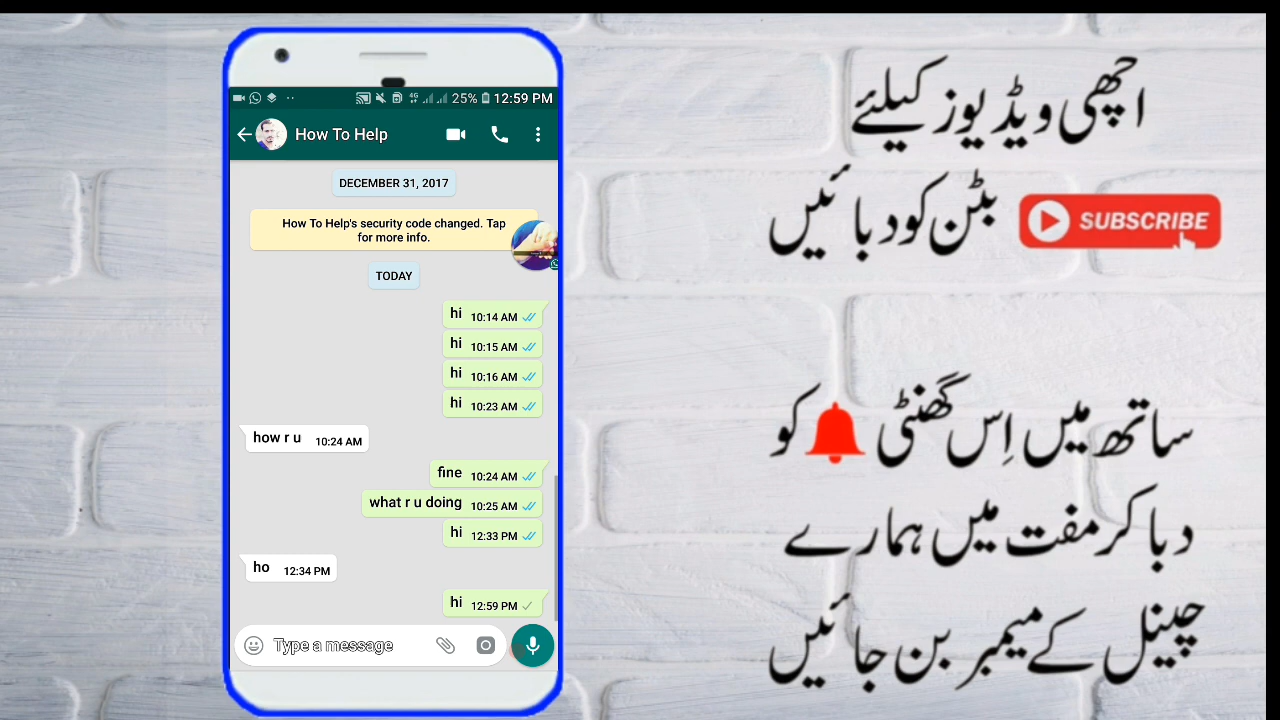 25% 12:59 PM
How To Help
DECEMBER 31, 2017
How To Help's security code changed. Tap
for more info.
TODAY
hi 10:14 AM
hi 10:15 AM
hi 10:16 AM
hi 10:23 AM
how r u 10:24 AM
fine 10:24 AM
what r u doing 10:25 AM
hi 12:33 PM
ho 12:34 PM
hi 12:59 PM
Type a message
اچھی ویڈیوز کیلئے
بٹن کو دبائیں
SUBSCRIBE
ساتھ میں اِس گھنٹی کو
دبا کر مفت میں ہمارے
چینل کے میمبر بن جائیں